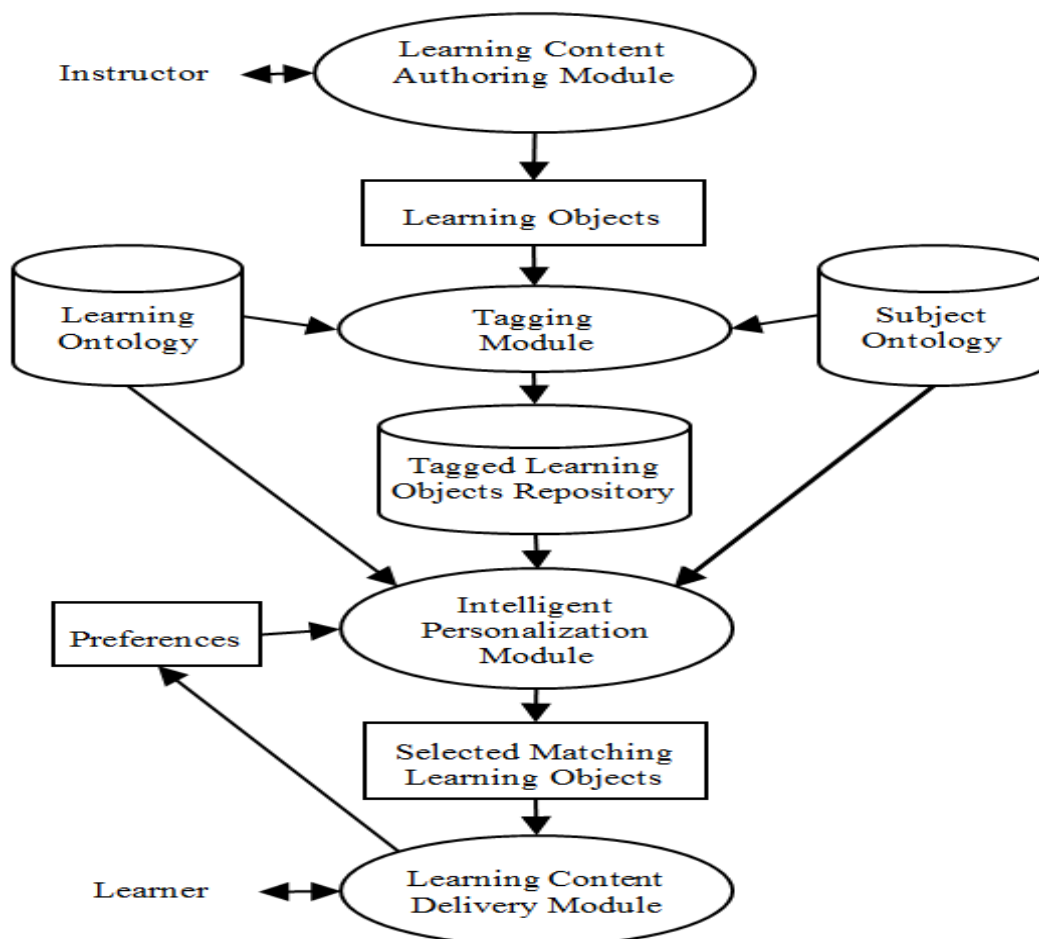 Learning Content
Authoring Module
Instructor
Learning Objects
Learning
Ontology
Tagging
Module
Subject
Ontology
Tagged Learning
Objects Repository
Intelligent
Personalization
Module
Preferences
Selected Matching
Learning Objects
Learning Content
Delivery Module
Learner